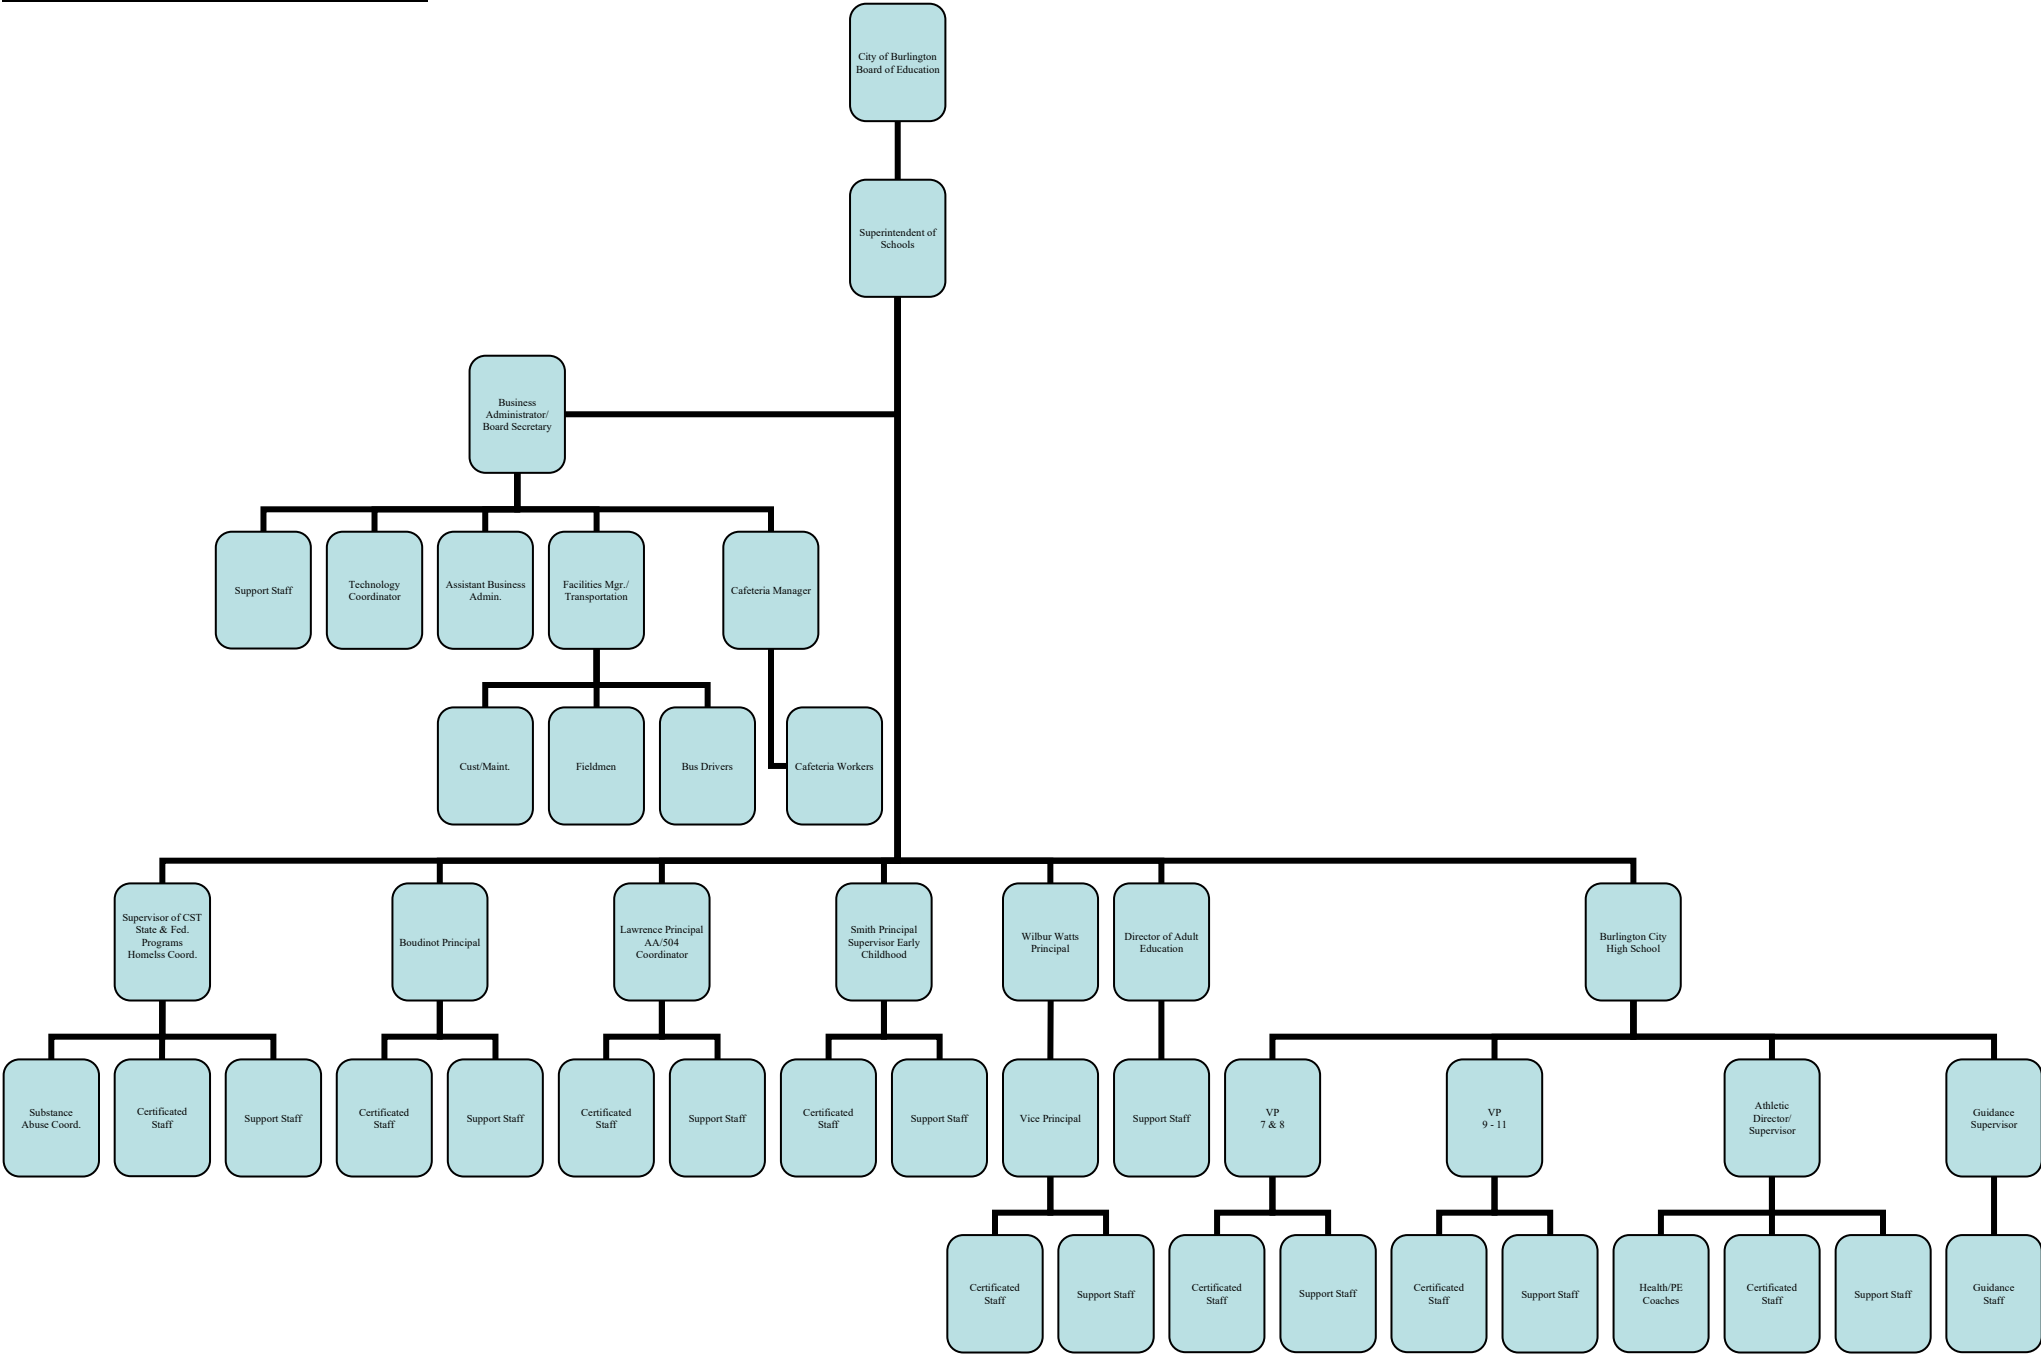 City of Burlington
Board of Education
Superintendent of
Schools
Business
Administrator/
Board Secretary
Support Staff
Technology
Coordinator
Assistant Business
Admin.
Facilities Mgr./
Transportation
Cafeteria Manager
Cust/Maint.
Fieldmen
Bus Drivers
Cafeteria Workers
Supervisor of CST
State & Fed.
Programs
Homelss Coord.
Boudinot Principal
Lawrence Principal
AA/504
Coordinator
Smith Principal
Supervisor Early
Childhood
Wilbur Watts
Principal
Director of Adult
Education
Burlington City
High School
Substance
Abuse Coord.
Certificated
Staff
Support Staff
Certificated
Staff
Support Staff
Certificated
Staff
Support Staff
Certificated
Staff
Support Staff
Vice Principal
Support Staff
VP
7 & 8
VP
9 - 11
Athletic
Director/
Supervisor
Guidance
Supervisor
Certificated
Staff
Support Staff
Certificated
Staff
Support Staff
Certificated
Staff
Support Staff
Health/PE
Coaches
Certificated
Staff
Support Staff
Guidance
Staff